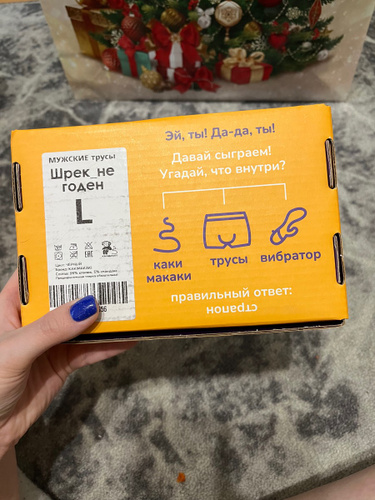 МУЖСКИЕ трусы
Шрек_не
годен
L
Эй, ты! Да-да, ты!
Давай сыграем!
Угадай, что внутри?
каки
макаки
трусы
вибратор
правильный ответ:
страпон